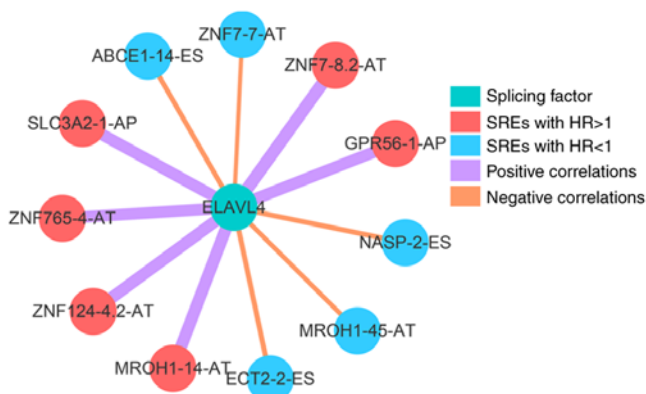 ZNF7-7-AT
ABCE1-14-ES
ZNF7-8.2-AT
SLC3A2-1-AP
GPR56-1-AP
ELAVL4
ZNF765-4-AT
NASP-2-ES
ZNF124-4.2-AT
MROH1-45-AT
MROH1-14-AT
ECT2-2-ES
Splicing factor
SREs with HR>1
SREs with HR<1
Positive correlations
Negative correlations